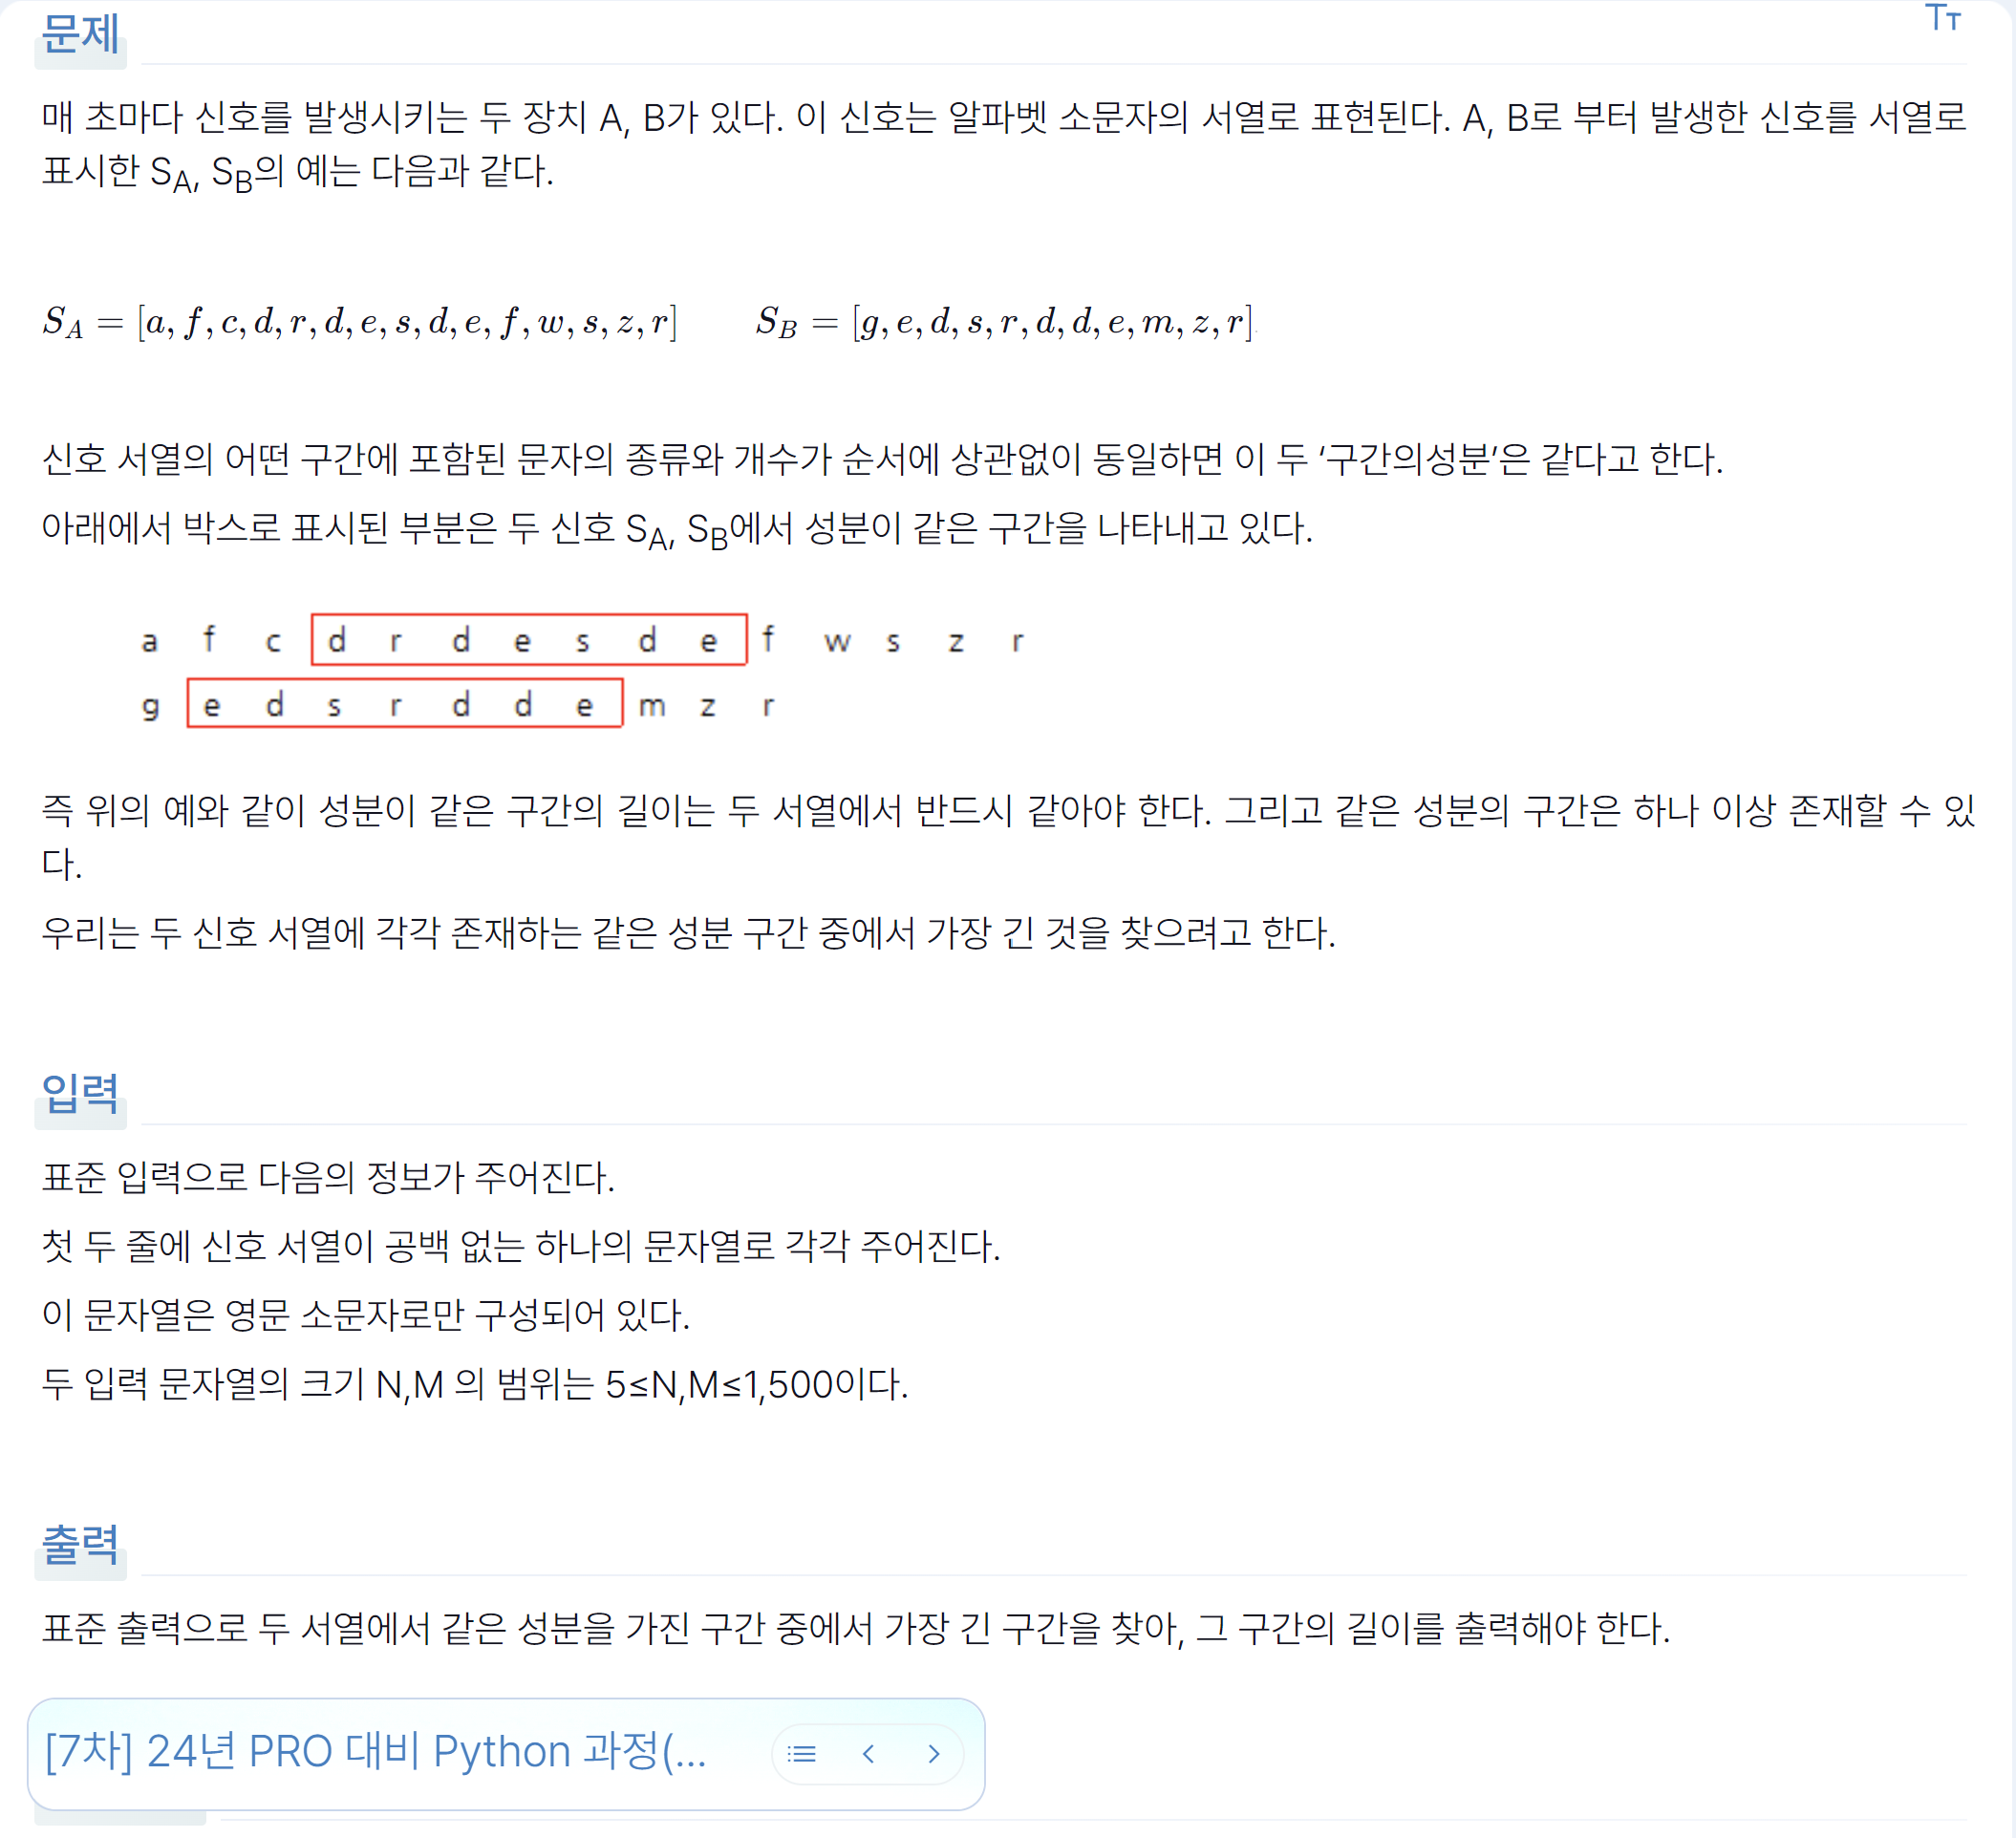 문제
매 초마다 신호를 발생시키는 두 장치 A, B가 있다. 이 신호는 알파벳 소문자의 서열로 표현된다. A, B로 부터 발생한 신호를 서열로
표시한 S_A, S_B의 예는 다음과 같다.
S_A = [a, f, c, d, r, d, e, s, d, e, f, w, s, z, r] S_B = [g, e, d, s, r, d, d, e, m, z, r]
신호 서열의 어떤 구간에 포함된 문자의 종류와 개수가 순서에 상관없이 동일하면 이 두 ‘구간의성분’은 같다고 한다.
아래에서 박스로 표시된 부분은 두 신호 S_A, S_B에서 성분이 같은 구간을 나타내고 있다.
a f c d r d e s d e f w s z r
g e d s r d d e m z r
즉 위의 예와 같이 성분이 같은 구간의 길이는 두 서열에서 반드시 같아야 한다. 그리고 같은 성분의 구간은 하나 이상 존재할 수 있
다.
우리는 두 신호 서열에 각각 존재하는 같은 성분 구간 중에서 가장 긴 것을 찾으려고 한다.
입력
표준 입력으로 다음의 정보가 주어진다.
첫 두 줄에 신호 서열이 공백 없는 하나의 문자열로 각각 주어진다.
이 문자열은 영문 소문자로만 구성되어 있다.
두 입력 문자열의 크기 N,M 의 범위는 5≤N,M≤1,500이다.
출력
표준 출력으로 두 서열에서 같은 성분을 가진 구간 중에서 가장 긴 구간을 찾아, 그 구간의 길이를 출력해야 한다.
[7차] 24년 PRO 대비 Python 과정(...